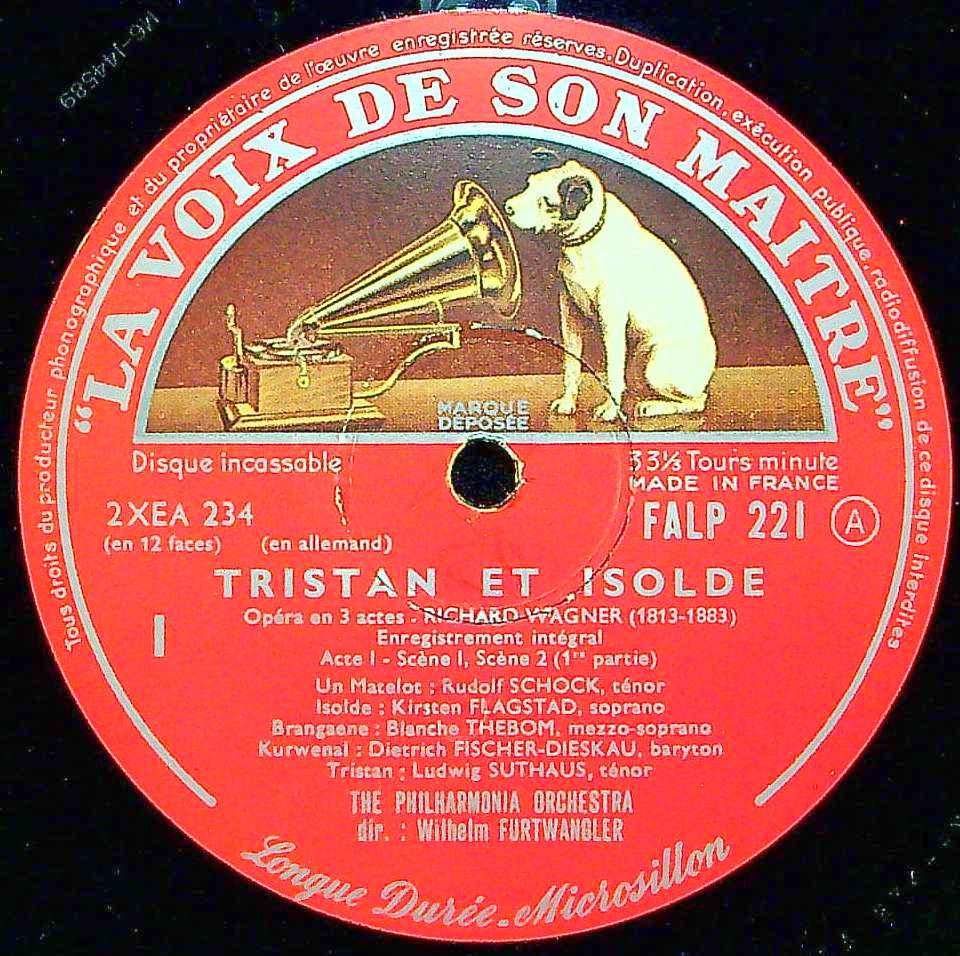 Tous droits du producteur phonographique et du propriétaire de l'œuvre enregistrée réservés. Duplication, exécution publique, radiodiffusion de ce disque interdites
"LA VOIX DE SON MAITRE"
MARQUE
DEPOSÉE
Disque incassable
33⅓ Tours minute
MADE IN FRANCE
2XEA 234
FALP 221 A
(en 12 faces) (en allemand)
TRISTAN ET ISOLDE
Opéra en 3 actes - RICHARD WAGNER (1813-1883)
Enregistrement intégral
I
Acte I - Scène I, Scène 2 (1re partie)
Un Matelot : Rudolf SCHOCK, ténor
Isolde : Kirsten FLAGSTAD, soprano
Brangaene : Blanche THEBOM, mezzo-soprano
Kurwenal : Dietrich FISCHER-DIESKAU, baryton
Tristan : Ludwig SUTHAUS, ténor
THE PHILHARMONIA ORCHESTRA
dir. : Wilhelm FURTWANGLER
Longue Durée - Microsillon